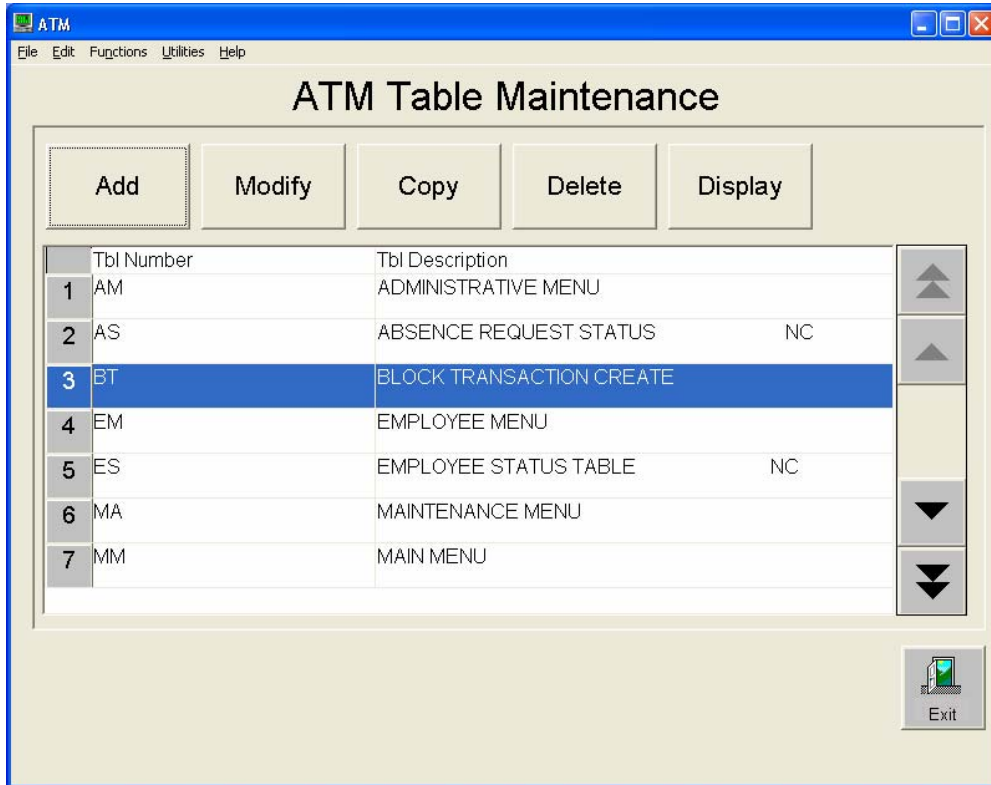 ATM
File Edit Functions Utilities Help
ATM Table Maintenance
Add Modify Copy Delete Display
Tbl Number Tbl Description
1 AM ADMINISTRATIVE MENU
2 AS ABSENCE REQUEST STATUS NC
3 BT BLOCK TRANSACTION CREATE
4 EM EMPLOYEE MENU
5 ES EMPLOYEE STATUS TABLE NC
6 MA MAINTENANCE MENU
7 MM MAIN MENU
Exit